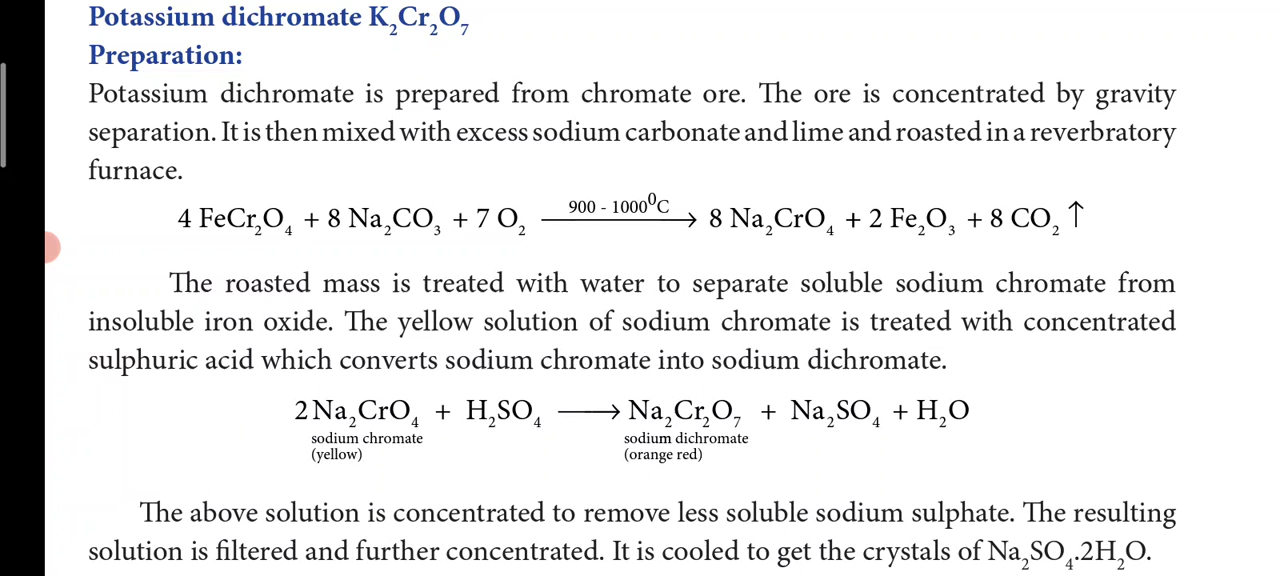 Potassium dichromate K₂Cr₂O₇
Preparation:
Potassium dichromate is prepared from chromate ore. The ore is concentrated by gravity
separation. It is then mixed with excess sodium carbonate and lime and roasted in a reverbratory
furnace.
4 FeCr₂O₄ + 8 Na₂CO₃ + 7 O₂ —900 - 1000⁰C→ 8 Na₂CrO₄ + 2 Fe₂O₃ + 8 CO₂ ↑
The roasted mass is treated with water to separate soluble sodium chromate from
insoluble iron oxide. The yellow solution of sodium chromate is treated with concentrated
sulphuric acid which converts sodium chromate into sodium dichromate.
2 Na₂CrO₄ + H₂SO₄ ⟶ Na₂Cr₂O₇ + Na₂SO₄ + H₂O
sodium chromate sodium dichromate
(yellow) (orange red)
The above solution is concentrated to remove less soluble sodium sulphate. The resulting
solution is filtered and further concentrated. It is cooled to get the crystals of Na₂SO₄.2H₂O.